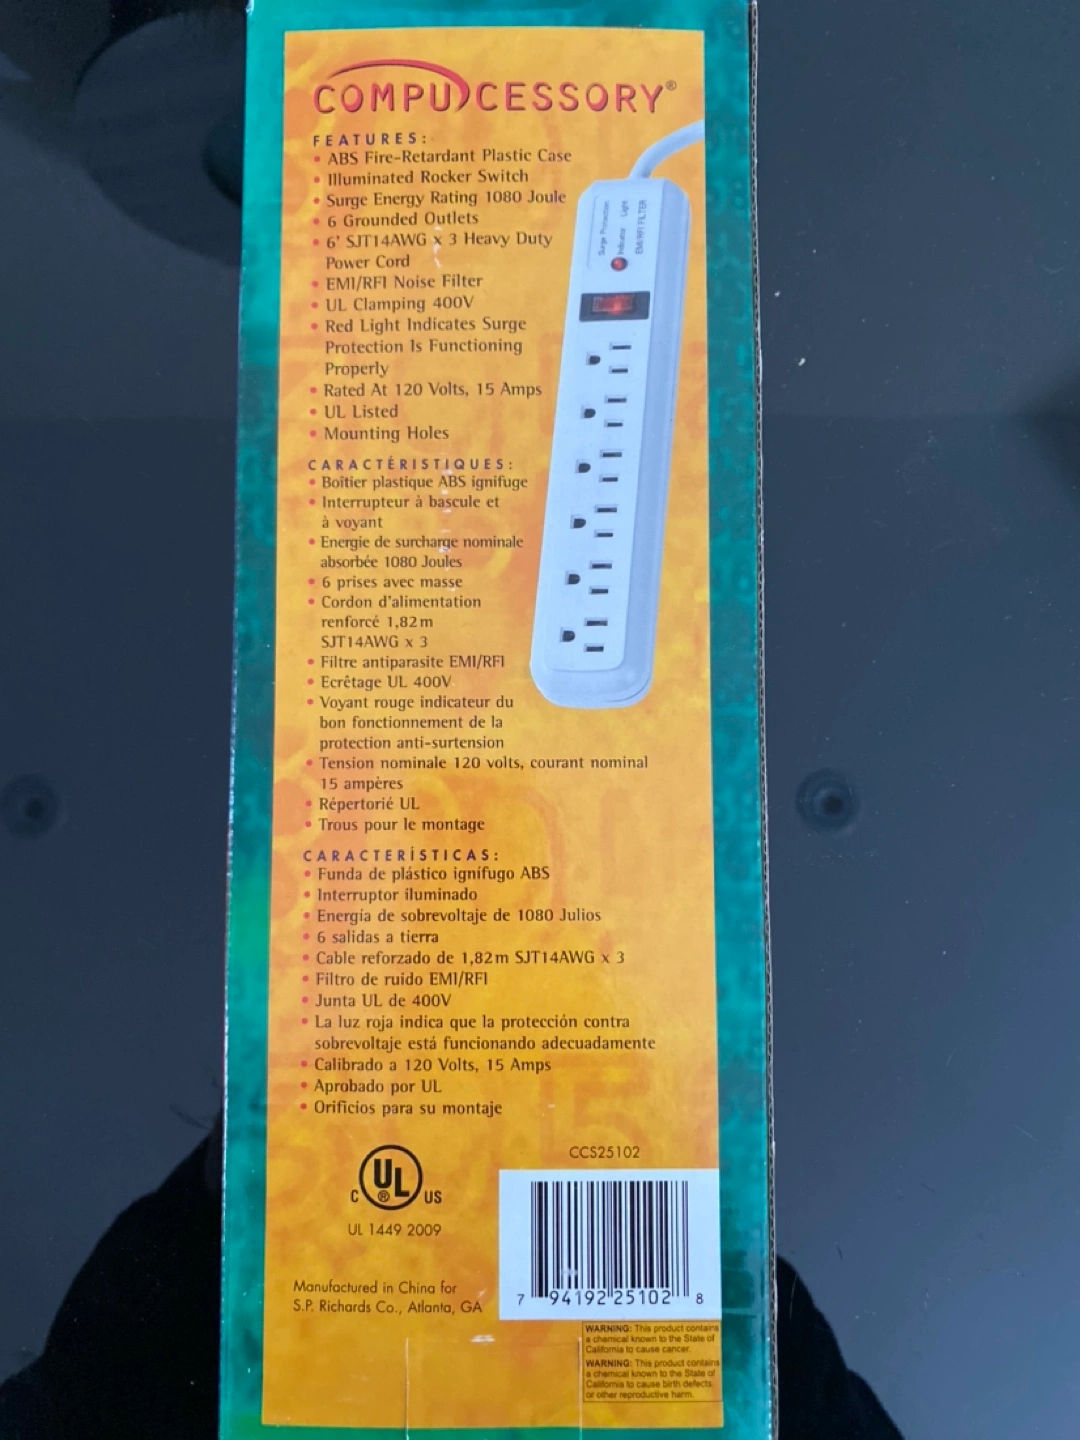 COMPUCESSORY®
FEATURES:
• ABS Fire-Retardant Plastic Case
• Illuminated Rocker Switch
• Surge Energy Rating 1080 Joule
• 6 Grounded Outlets
• 6' SJT14AWG x 3 Heavy Duty
Power Cord
• EMI/RFI Noise Filter
• UL Clamping 400V
• Red Light Indicates Surge
Protection Is Functioning
Properly
• Rated At 120 Volts, 15 Amps
• UL Listed
• Mounting Holes
Surge Protection
Indicator Light
EMI/RFI FILTER
CARACTÉRISTIQUES:
• Boîtier plastique ABS ignifuge
• Interrupteur à bascule et
à voyant
• Energie de surcharge nominale
absorbée 1080 Joules
• 6 prises avec masse
• Cordon d'alimentation
renforcé 1,82m
SJT14AWG x 3
• Filtre antiparasite EMI/RFI
• Ecrêtage UL 400V
• Voyant rouge indicateur du
bon fonctionnement de la
protection anti-surtension
• Tension nominale 120 volts, courant nominal
15 ampères
• Répertorié UL
• Trous pour le montage
CARACTERÍSTICAS:
• Funda de plástico ignífugo ABS
• Interruptor iluminado
• Energía de sobrevoltaje de 1080 Julios
• 6 salidas a tierra
• Cable reforzado de 1,82m SJT14AWG x 3
• Filtro de ruido EMI/RFI
• Junta UL de 400V
• La luz roja indica que la protección contra
sobrevoltaje está funcionando adecuadamente
• Calibrado a 120 Volts, 15 Amps
• Aprobado por UL
• Orificios para su montaje
C UL® US
UL 1449 2009
CCS25102
7 94192 25102 8
Manufactured in China for
S.P. Richards Co., Atlanta, GA
WARNING: This product contains
a chemical known to the State of
California to cause cancer.
WARNING: This product contains
a chemical known to the State of
California to cause birth defects
or other reproductive harm.